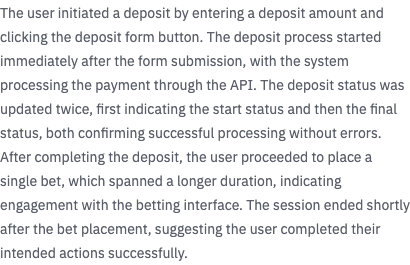 The user initiated a deposit by entering a deposit amount and
clicking the deposit form button. The deposit process started
immediately after the form submission, with the system
processing the payment through the API. The deposit status was
updated twice, first indicating the start status and then the final
status, both confirming successful processing without errors.
After completing the deposit, the user proceeded to place a
single bet, which spanned a longer duration, indicating
engagement with the betting interface. The session ended shortly
after the bet placement, suggesting the user completed their
intended actions successfully.